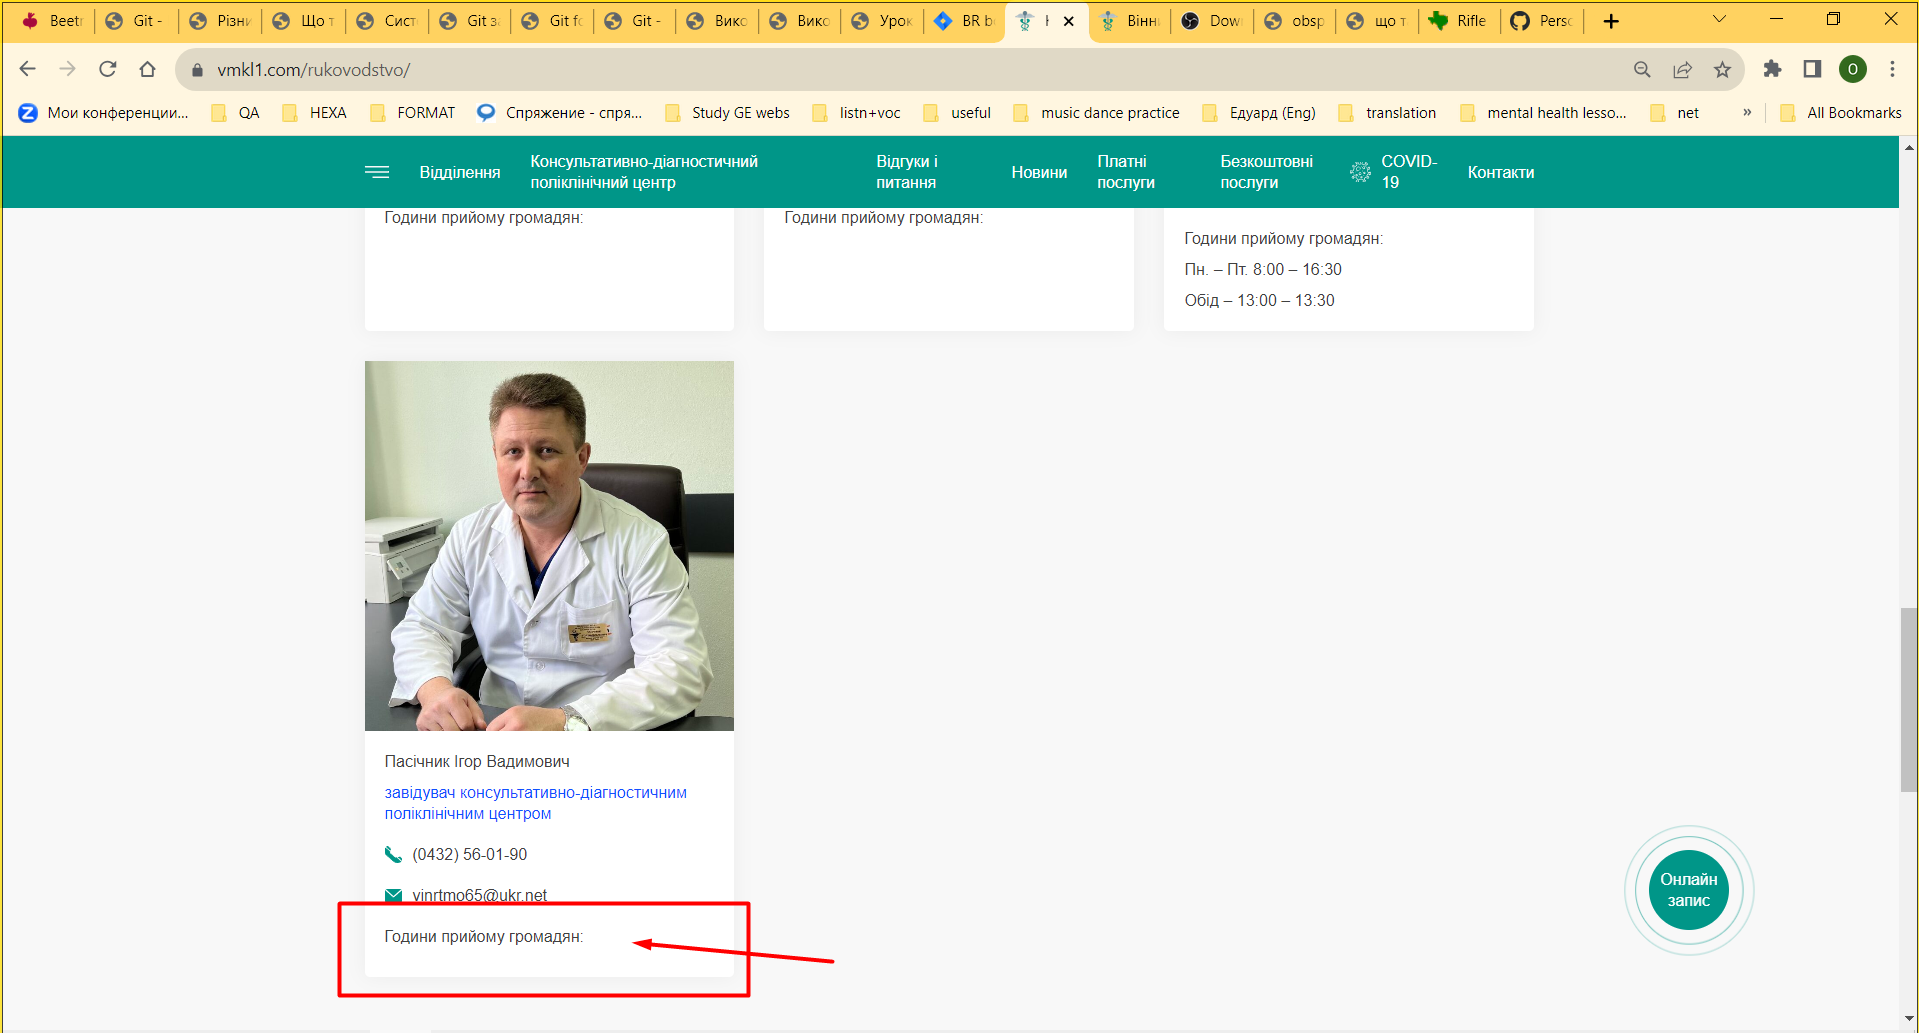 Beetr
Git -
Різни
Що т
Сист
Git за
Git fo
Git -
Вико
Вико
Урок
BR b
Вінн
Dow
obsp
що т
Rifle
Persc
vmkl1.com/rukovodstvo/
O
Мои конференции...
QA
HEXA
FORMAT
Спряжение - спря...
Study GE webs
listn+voc
useful
music dance practice
Едуард (Eng)
translation
mental health lesso...
net
»
All Bookmarks
Відділення
Консультативно-діагностичний
поліклінічний центр
Відгуки і
питання
Новини
Платні
послуги
Безкоштовні
послуги
COVID-
19
Контакти
Години прийому громадян:
Години прийому громадян:
Години прийому громадян:
Пн. – Пт. 8:00 – 16:30
Обід – 13:00 – 13:30
Пасічник Ігор Вадимович
завідувач консультативно-діагностичним
поліклінічним центром
(0432) 56-01-90
vinrtmo65@ukr.net
Години прийому громадян:
Онлайн
запис